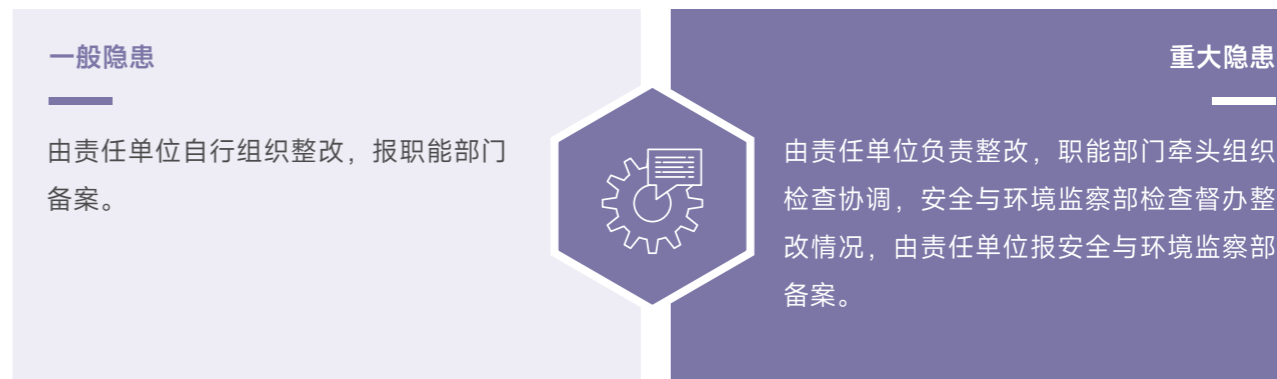 一般隐患
由责任单位自行组织整改，报职能部门
备案。
重大隐患
由责任单位负责整改，职能部门牵头组织
检查协调，安全与环境监察部检查督办整
改情况，由责任单位报安全与环境监察部
备案。